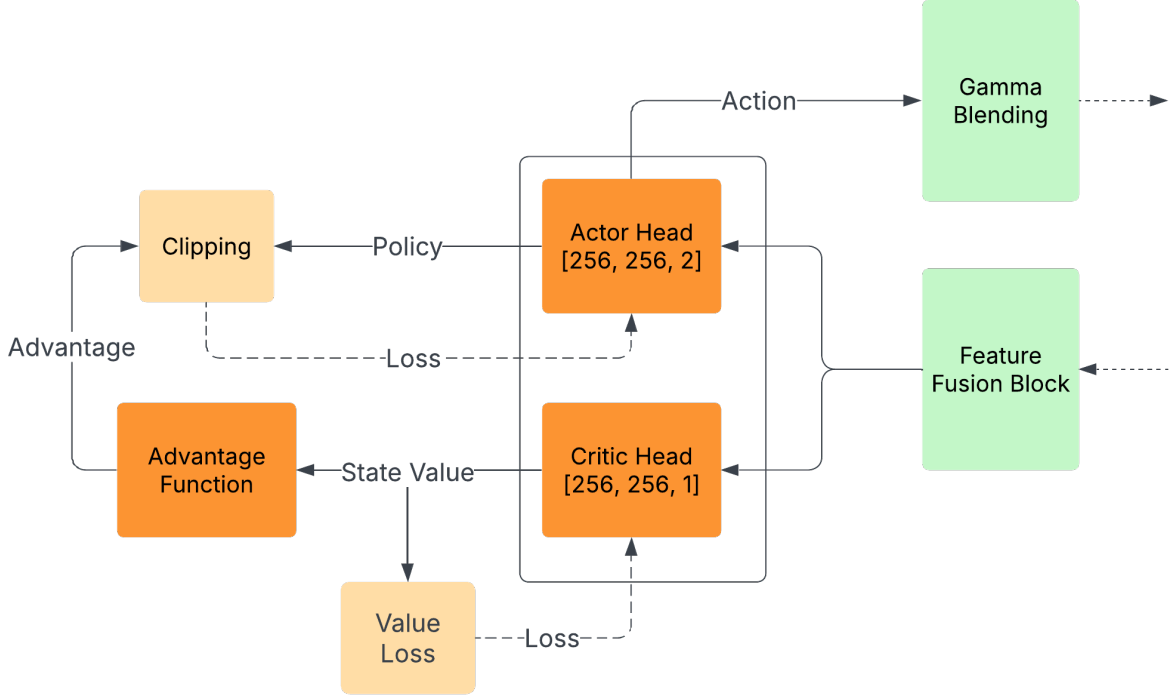 Gamma
Blending
Action
Actor Head
[256, 256, 2]
Clipping
Policy
Advantage
Loss
Feature
Fusion Block
Advantage
Function
State Value
Critic Head
[256, 256, 1]
Value
Loss
Loss